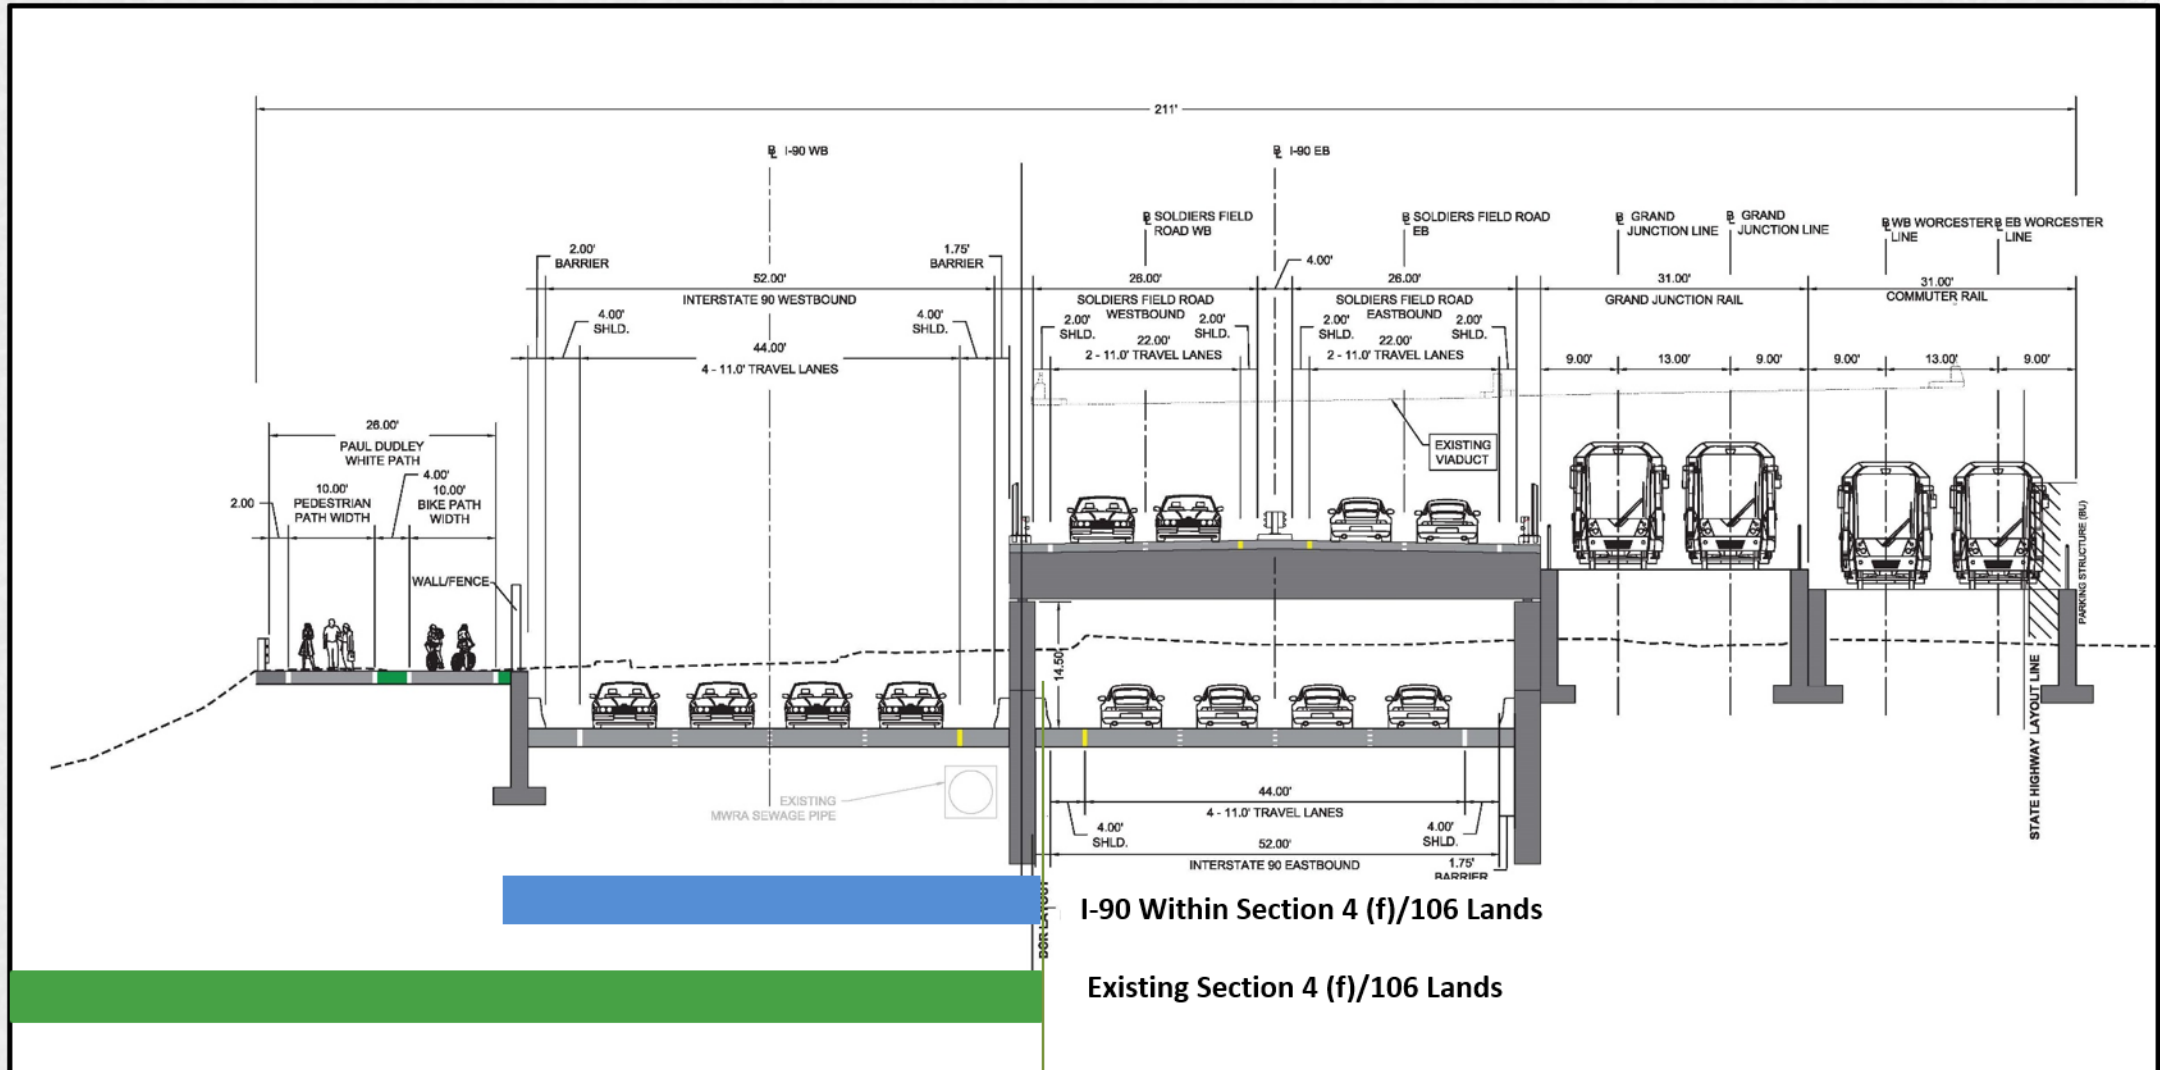 211'
℄ I-90 WB
℄ I-90 EB
℄ SOLDIERS FIELD
ROAD WB
℄ SOLDIERS FIELD ROAD
EB
℄ GRAND
JUNCTION LINE
℄ GRAND
JUNCTION LINE
℄ WB WORCESTER
LINE
℄ EB WORCESTER
LINE
2.00'
BARRIER
1.75'
BARRIER
4.00'
52.00'
INTERSTATE 90 WESTBOUND
26.00'
SOLDIERS FIELD ROAD
WESTBOUND
26.00'
SOLDIERS FIELD ROAD
EASTBOUND
31.00'
GRAND JUNCTION RAIL
31.00'
COMMUTER RAIL
4.00'
SHLD.
4.00'
SHLD.
2.00'
SHLD.
2.00'
SHLD.
2.00'
SHLD.
2.00'
SHLD.
44.00'
4 - 11.0' TRAVEL LANES
22.00'
2 - 11.0' TRAVEL LANES
22.00'
2 - 11.0' TRAVEL LANES
9.00'
13.00'
9.00'
9.00'
13.00'
9.00'
26.00'
PAUL DUDLEY
WHITE PATH
EXISTING
VIADUCT
2.00
10.00'
PEDESTRIAN
PATH WIDTH
4.00'
10.00'
BIKE PATH
WIDTH
WALL/FENCE
PARKING STRUCTURE (BU)
14.50'
STATE HIGHWAY LAYOUT LINE
EXISTING
MWRA SEWAGE PIPE
44.00'
4 - 11.0' TRAVEL LANES
4.00'
SHLD.
4.00'
SHLD.
52.00'
INTERSTATE 90 EASTBOUND
1.75'
BARRIER
DCR LAYOUT
I-90 Within Section 4 (f)/106 Lands
Existing Section 4 (f)/106 Lands